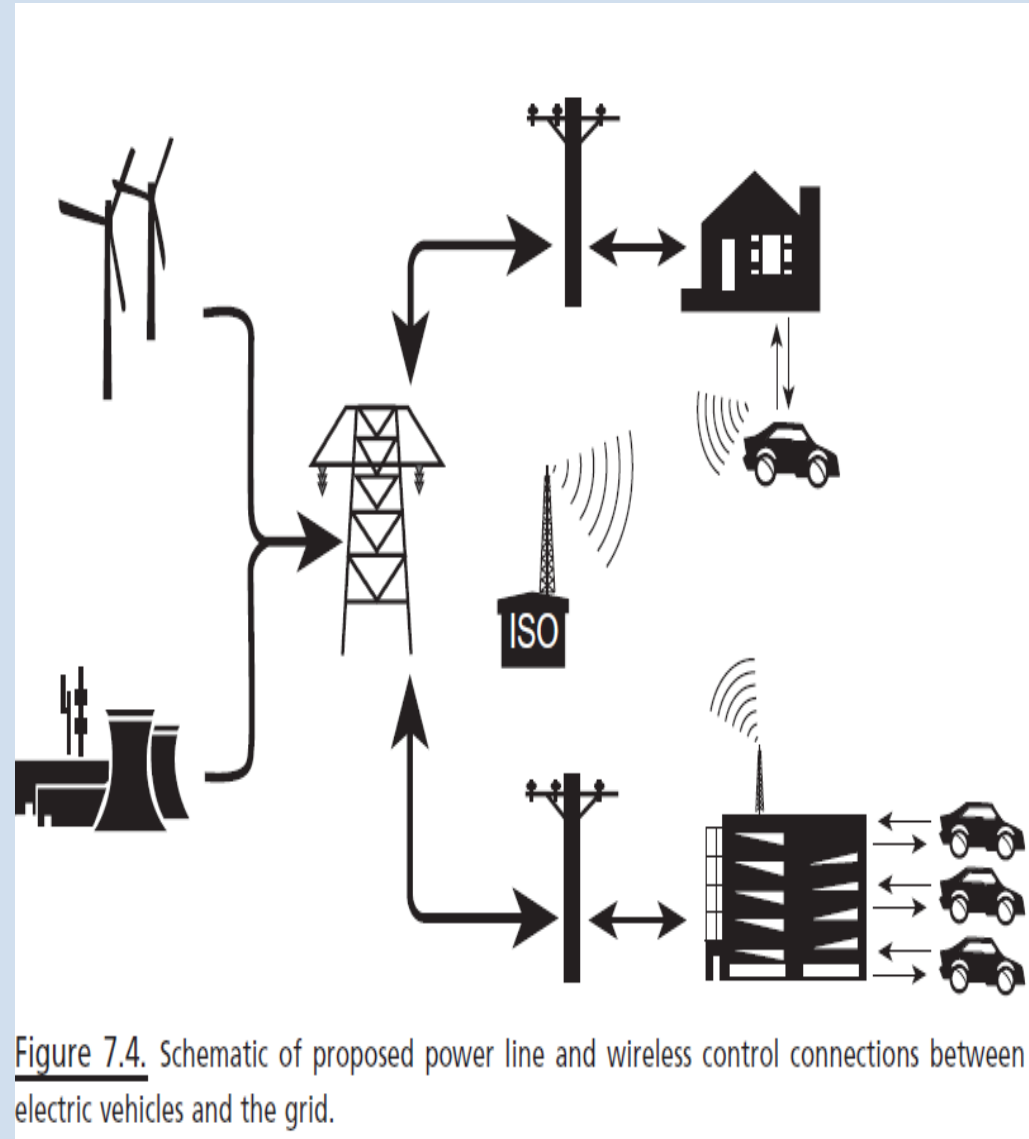 ISO
Figure 7.4. Schematic of proposed power line and wireless control connections between
electric vehicles and the grid.